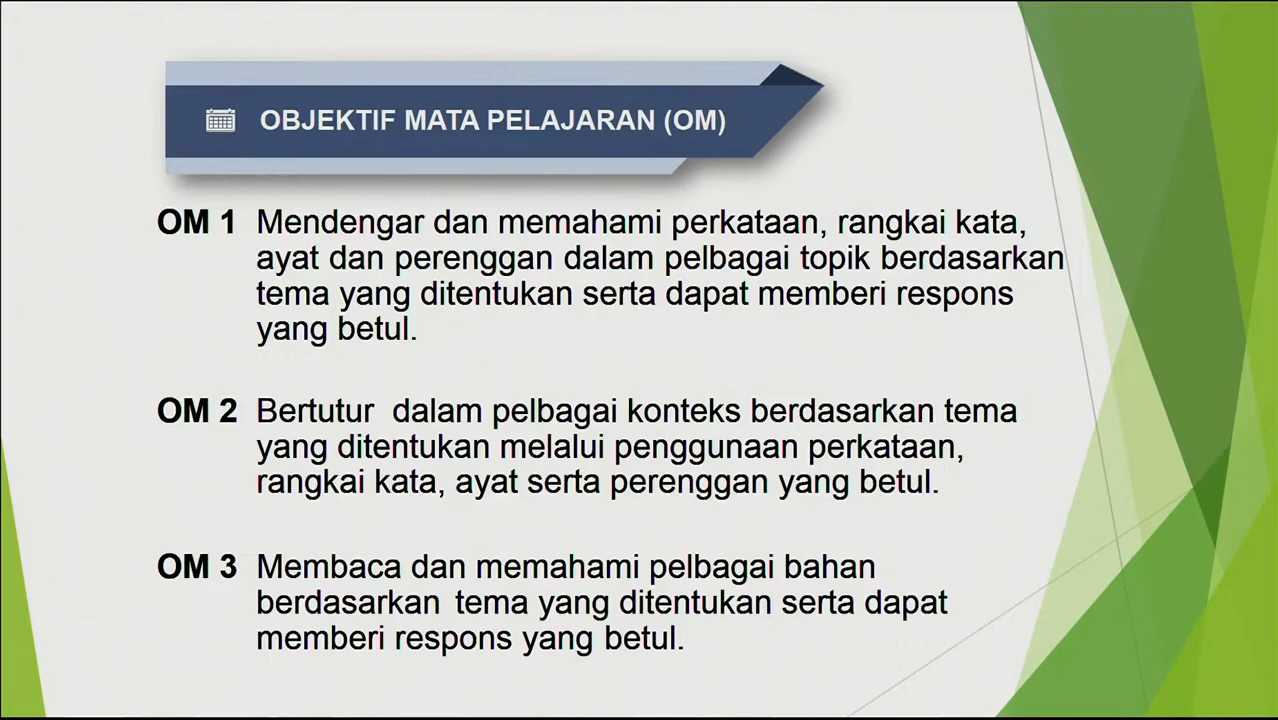 OBJEKTIF MATA PELAJARAN (OM)
OM 1 Mendengar dan memahami perkataan, rangkai kata,
ayat dan perenggan dalam pelbagai topik berdasarkan
tema yang ditentukan serta dapat memberi respons
yang betul.
OM 2 Bertutur dalam pelbagai konteks berdasarkan tema
yang ditentukan melalui penggunaan perkataan,
rangkai kata, ayat serta perenggan yang betul.
OM 3 Membaca dan memahami pelbagai bahan
berdasarkan tema yang ditentukan serta dapat
memberi respons yang betul.